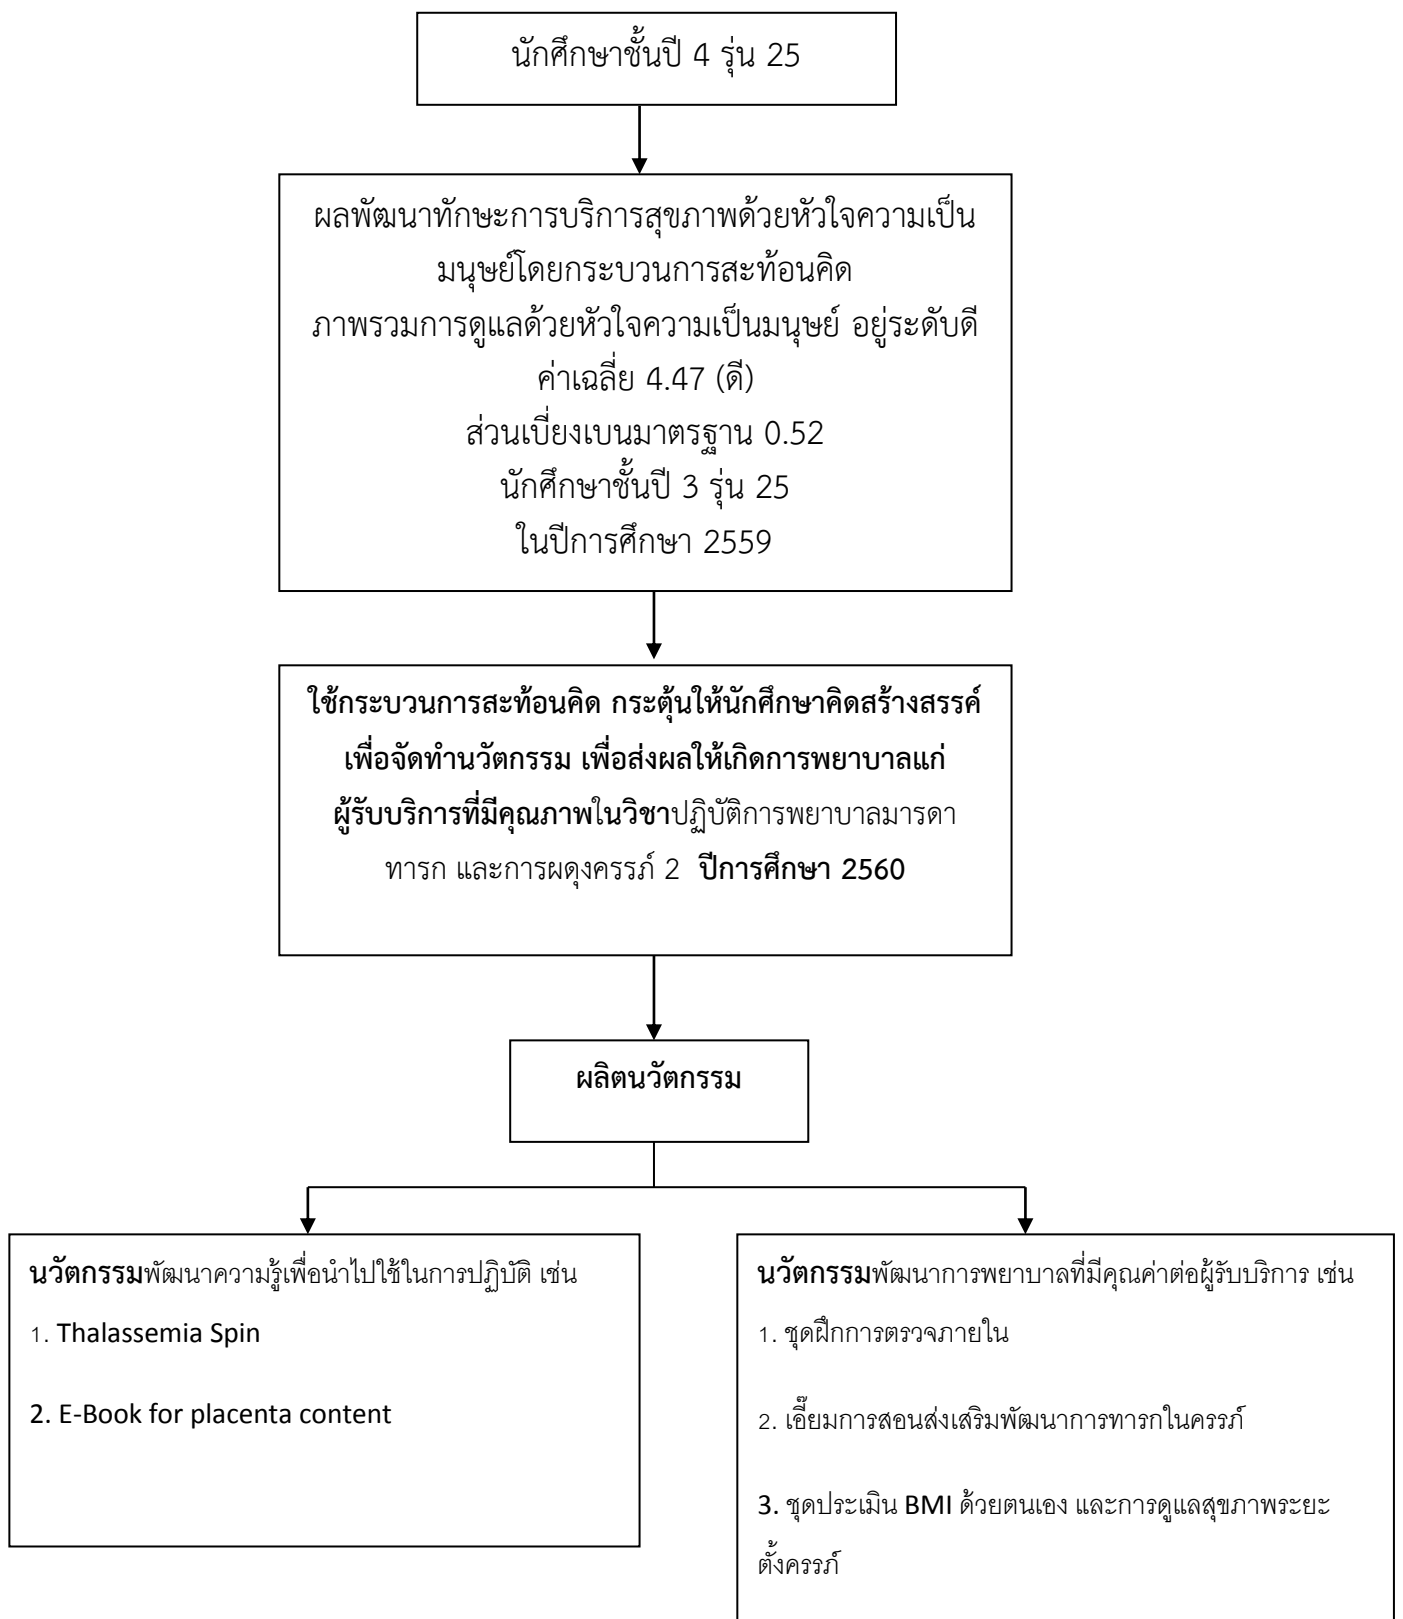 นักศึกษาชั้นปี 4 รุ่น 25
ผลพัฒนาทักษะการบริการสุขภาพด้วยหัวใจความเป็น
มนุษย์โดยกระบวนการสะท้อนคิด
ภาพรวมการดูแลด้วยหัวใจความเป็นมนุษย์ อยู่ระดับดี
ค่าเฉลี่ย 4.47 (ดี)
ส่วนเบี่ยงเบนมาตรฐาน 0.52
นักศึกษาชั้นปี 3 รุ่น 25
ในปีการศึกษา 2559
ใช้กระบวนการสะท้อนคิด กระตุ้นให้นักศึกษาคิดสร้างสรรค์
เพื่อจัดทำนวัตกรรม เพื่อส่งผลให้เกิดการพยาบาลแก่
ผู้รับบริการที่มีคุณภาพในวิชาปฏิบัติการพยาบาลมารดา
ทารก และการผดุงครรภ์ 2 ปีการศึกษา 2560
ผลิตนวัตกรรม
นวัตกรรมพัฒนาความรู้เพื่อนำไปใช้ในการปฏิบัติ เช่น
1. Thalassemia Spin
2. E-Book for placenta content
นวัตกรรมพัฒนาการพยาบาลที่มีคุณค่าต่อผู้รับบริการ เช่น
1. ชุดฝึกการตรวจภายใน
2. เอี๊ยมการสอนส่งเสริมพัฒนาการทารกในครรภ์
3. ชุดประเมิน BMI ด้วยตนเอง และการดูแลสุขภาพระยะ
ตั้งครรภ์